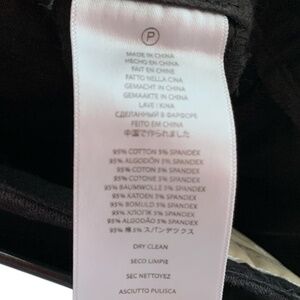 P
MADE IN CHINA
HECHO EN CHINA
FAIT EN CHINE
FATTO NELLA CINA
GEMACHT IN CHINA
GEMAAKTE IN CHINA
LAVE I KINA
СДЕЛАННЫЙ В ФАРФОРЕ
FEITO EM CHINA
中国で作られました
95% COTTON 5% SPANDEX
95% ALGODÓN 5% SPANDEX
95% COTON 5% SPANDEX
95% COTONE 5% SPANDEX
95% BAUMWOLLE 5% SPANDEX
95% KATOEN 5% SPANDEX
95% BOMULD 5% SPANDEX
95% ХЛОПОК 5% SPANDEX
95% ALGODÃO 5% SPANDEX
95% 綿 5% スパンデックス
DRY CLEAN
SECO LIMPIE
SEC NETTOYEZ
ASCIUTTO PULISCA